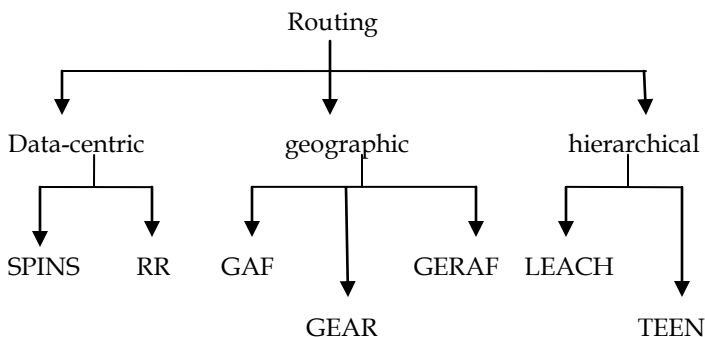 Routing
Data-centric geographic hierarchical
SPINS RR GAF GERAF LEACH
GEAR TEEN